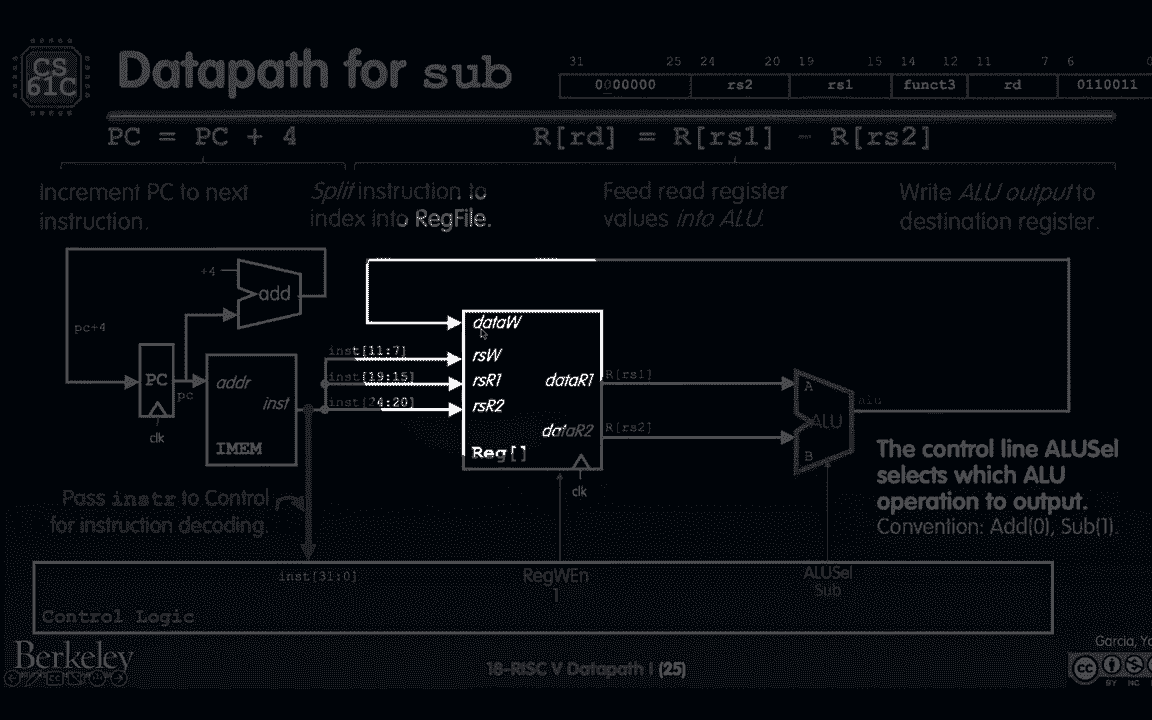 CS
61C
Datapath for sub
31 25 24 20 19 15 14 12 11 7 6 0
0000000 rs2 rs1 funct3 rd 0110011
PC = PC + 4
R[rd] = R[rs1] - R[rs2]
Increment PC to next
instruction.
Split instruction to
index into RegFile.
Feed read register
values into ALU.
Write ALU output to
destination register.
+4
add
pc+4
PC
pc
clk
addr
inst
IMEM
inst[11:7]
inst[19:15]
inst[24:20]
dataW
rsW
rsR1
rsR2
dataR1
dataR2
Reg[]
clk
R[rs1]
R[rs2]
A
ALU
B
alu
The control line ALUSel
selects which ALU
operation to output.
Convention: Add(0), Sub(1).
Pass instr to Control
for instruction decoding.
inst[31:0]
RegWEn
1
ALUSel
Sub
Control Logic
Berkeley
18-RISC V Datapath I (25)
Garcia,
cc
BY NC